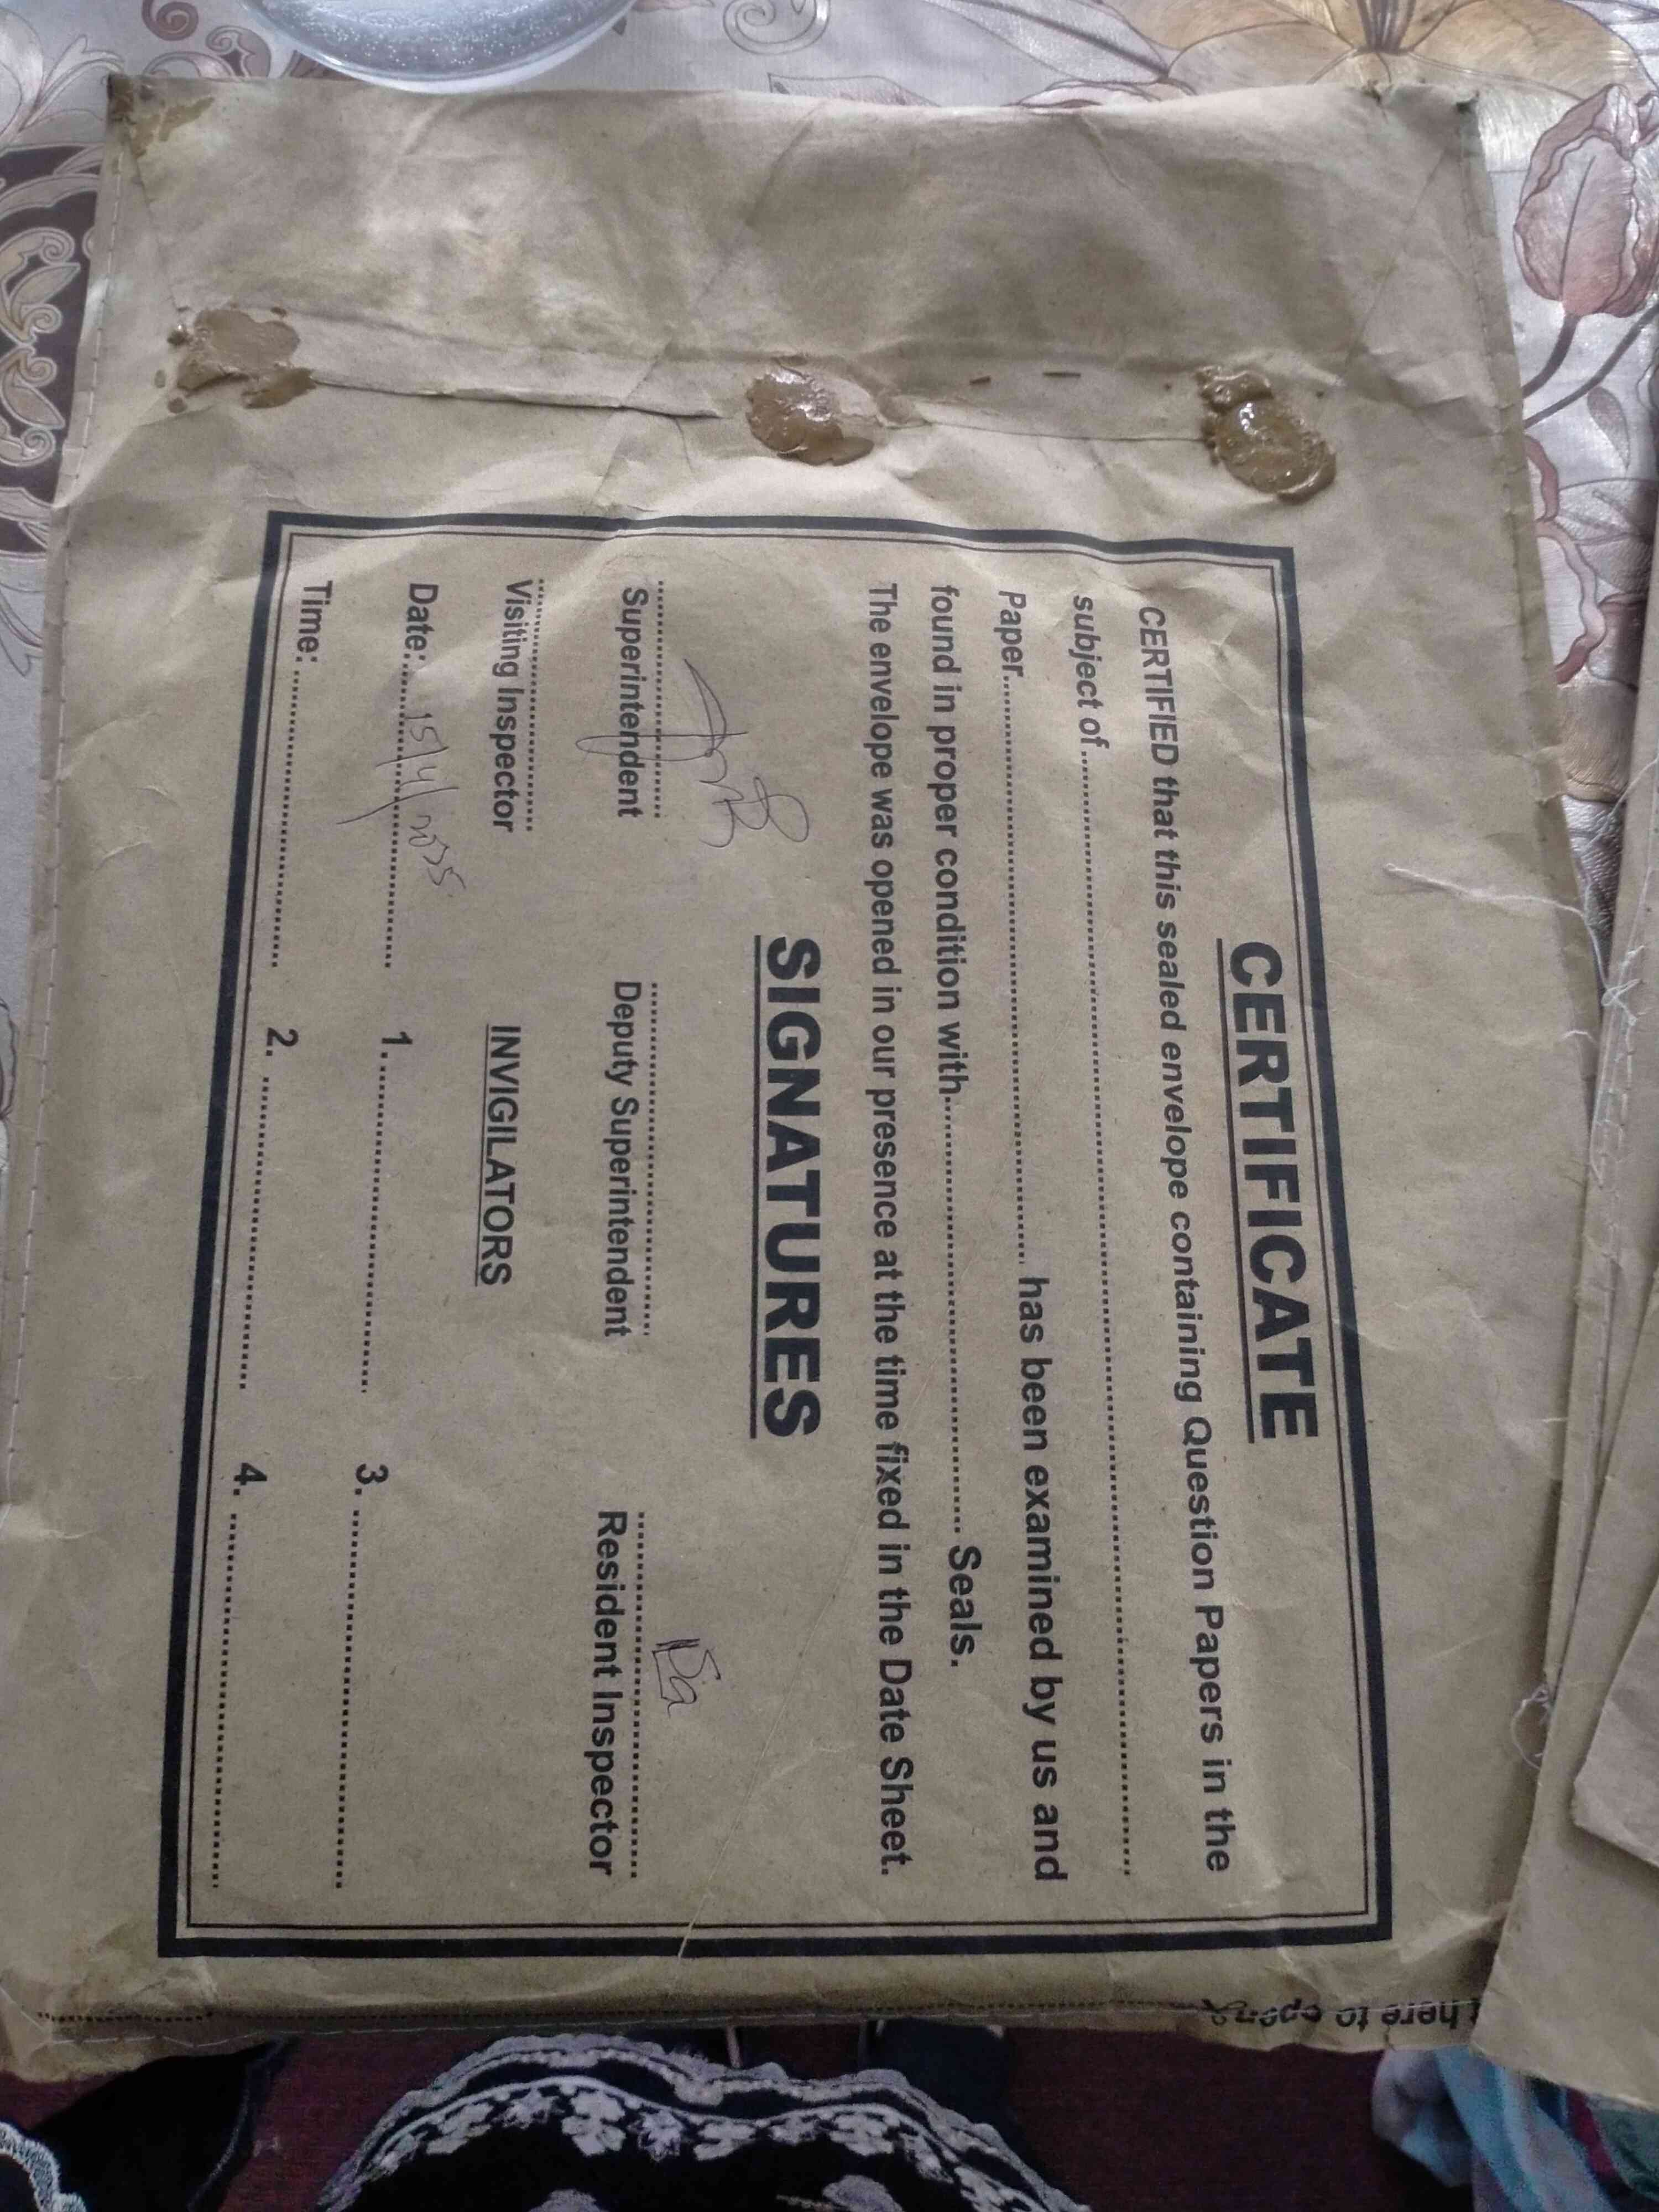 CERTIFICATE
CERTIFIED that this sealed envelope containing Question Papers in the
subject of
Paper has been examined by us and
found in proper condition with Seals.
The envelope was opened in our presence at the time fixed in the Date Sheet.
SIGNATURES
Superintendent Deputy Superintendent Resident Inspector
Visiting Inspector INVIGILATORS
Date: 15/4/2025 1. 3.
Time: 2. 4.
here to open